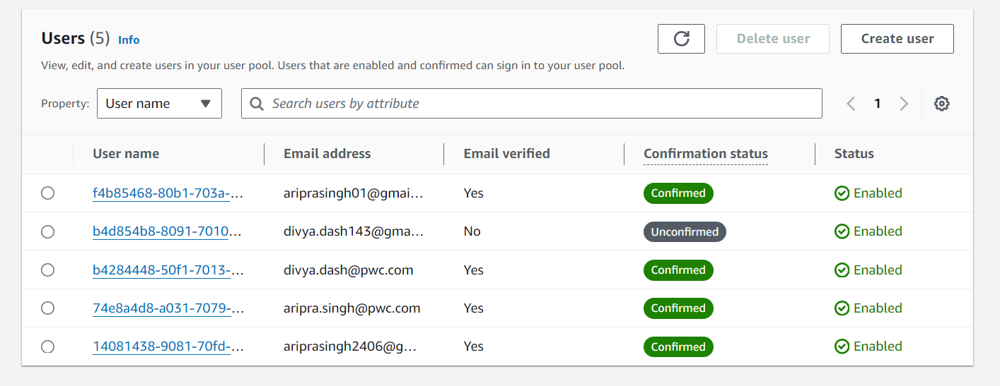 Users (5) Info
Delete user
Create user
View, edit, and create users in your user pool. Users that are enabled and confirmed can sign in to your user pool.
Property: User name Search users by attribute 1
User name Email address Email verified Confirmation status Status
f4b85468-80b1-703a-... ariprasingh01@gmai... Yes Confirmed Enabled
b4d854b8-8091-7010... divya.dash143@gma... No Unconfirmed Enabled
b4284448-50f1-7013-... divya.dash@pwc.com Yes Confirmed Enabled
74e8a4d8-a031-7079-... aripra.singh@pwc.com Yes Confirmed Enabled
14081438-9081-70fd-... ariprasingh2406@g... Yes Confirmed Enabled